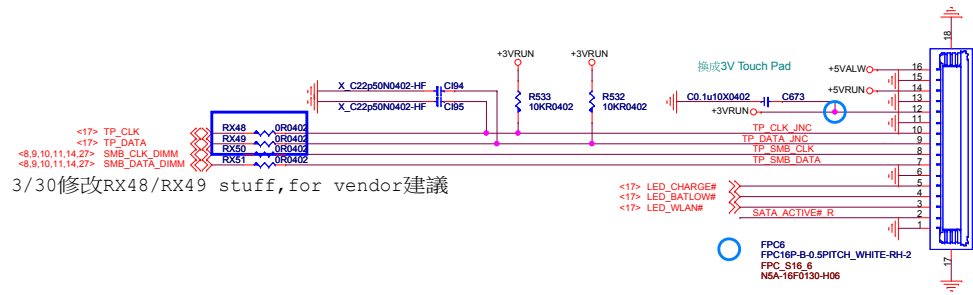 18
+3VRUN
+3VRUN
換成3V Touch Pad
+5VALW
16
15
X_C22p50N0402-HF
CI94
+5VRUN
14
R533
10KR0402
R532
10KR0402
C0.1u10X0402
C673
13
X_C22p50N0402-HF
CI95
+3VRUN
12
11
<17> TP_CLK
RX48
0R0402
TP_CLK_JNC
10
<17> TP_DATA
RX49
0R0402
TP_DATA_JNC
9
<8,9,10,11,14,27> SMB_CLK_DIMM
RX50
0R0402
TP_SMB_CLK
8
<8,9,10,11,14,27> SMB_DATA_DIMM
RX51
0R0402
TP_SMB_DATA
7
6
3/30修改RX48/RX49 stuff,for vendor建議
<17> LED_CHARGE#
5
<17> LED_BATLOW#
4
<17> LED_WLAN#
3
SATA_ACTIVE#_R
2
1
FPC6
FPC16P-B-0.5PITCH_WHITE-RH-2
FPC_S16_6
N5A-16F0130-H06
17